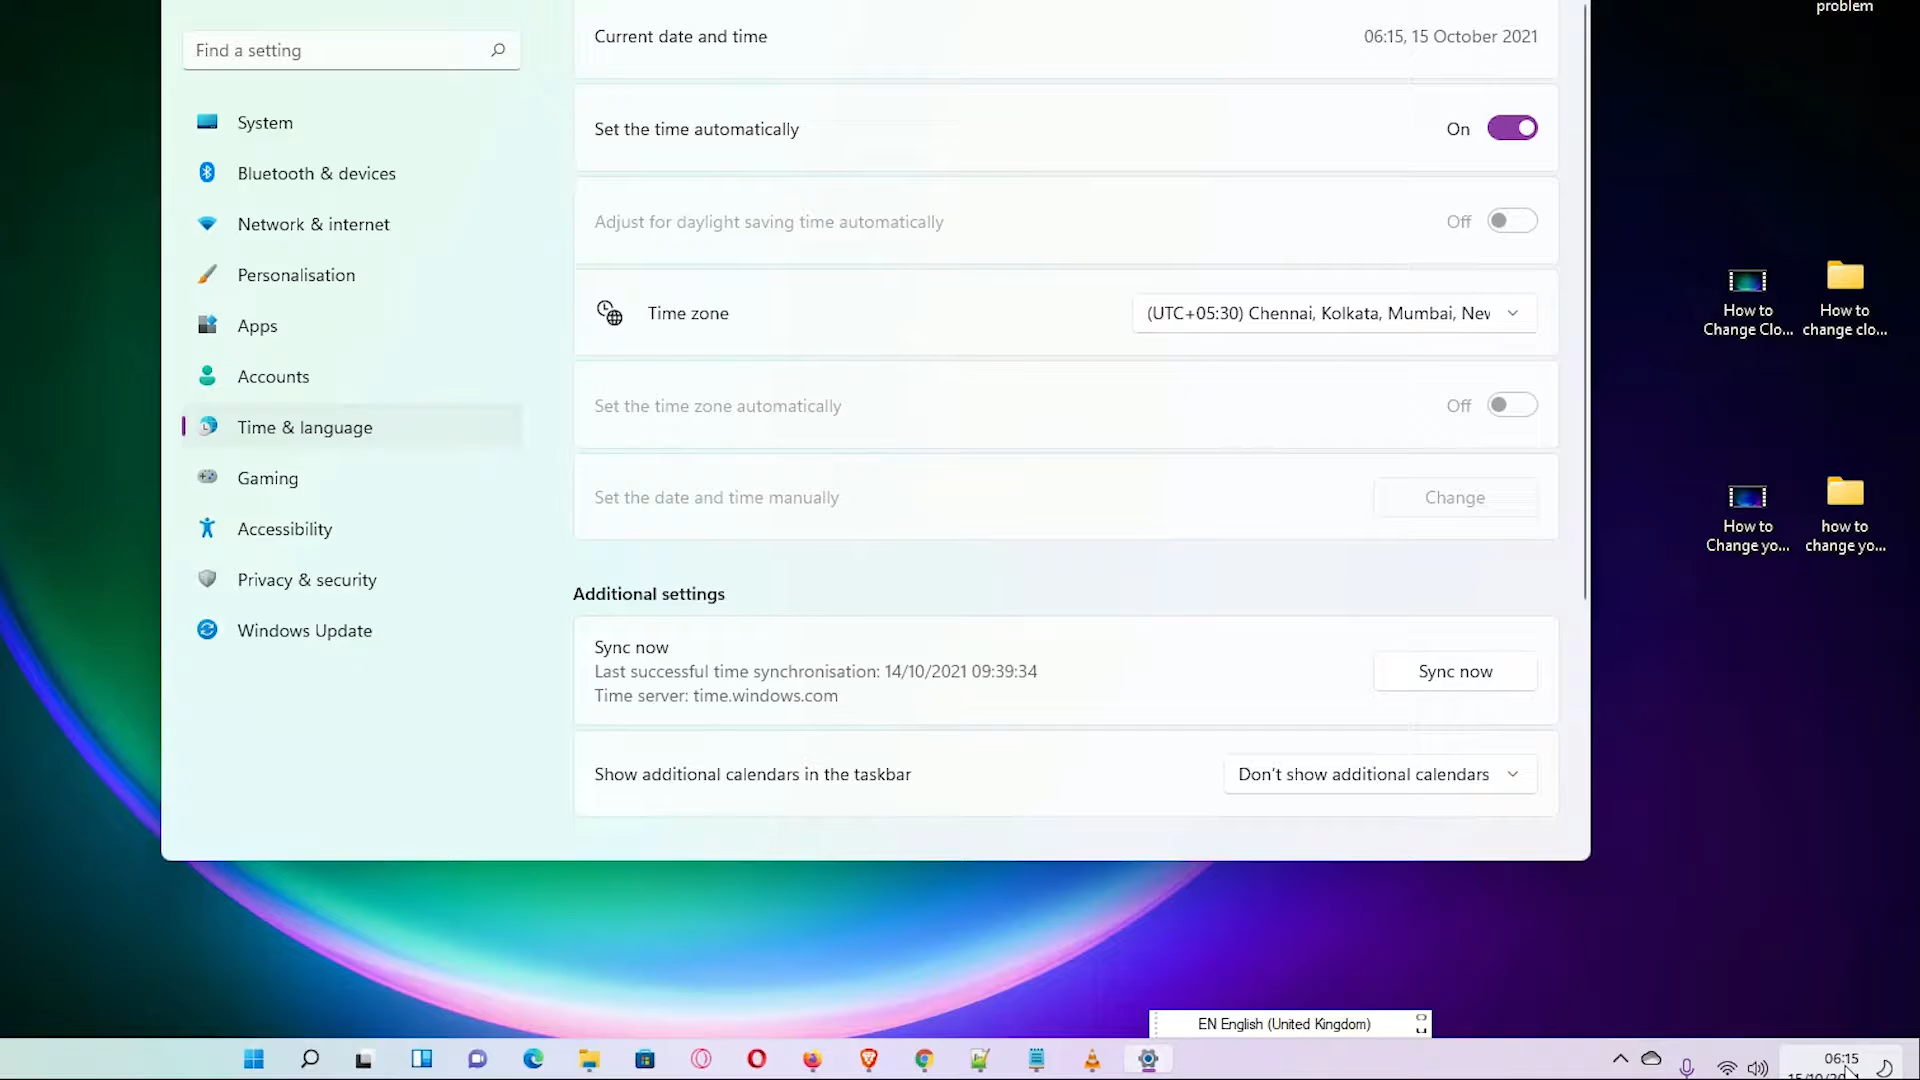 problem
Find a setting
Current date and time
06:15, 15 October 2021
System
Set the time automatically
On
Bluetooth & devices
Network & internet
Adjust for daylight saving time automatically
Off
Personalisation
Time zone
(UTC+05:30) Chennai, Kolkata, Mumbai, Nev
How to
Change Clo...
How to
change clo...
Apps
Accounts
Set the time zone automatically
Off
Time & language
Gaming
Set the date and time manually
Change
Accessibility
How to
Change yo...
how to
change yo...
Privacy & security
Additional settings
Windows Update
Sync now
Last successful time synchronisation: 14/10/2021 09:39:34
Time server: time.windows.com
Sync now
Show additional calendars in the taskbar
Don't show additional calendars
EN English (United Kingdom)
06:15